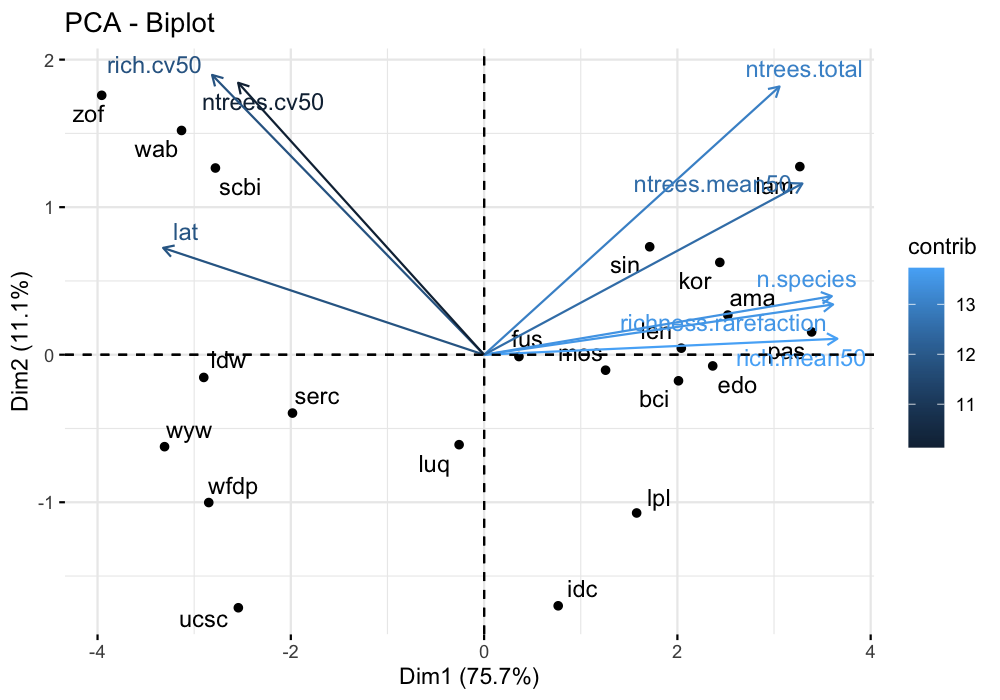 PCA - Biplot
rich.cv50
ntrees.cv50
ntrees.total
zof
wab
scbi
ntrees.mean50
lam
lat
sin
kor
n.species
ama
richness.rarefaction
len
fus
mes
pas
rich.mean50
ldw
edo
bci
serc
wyw
luq
wfdp
lpl
idc
ucsc
2
1
0
-1
-4
-2
0
2
4
Dim1 (75.7%)
Dim2 (11.1%)
contrib
13
12
11